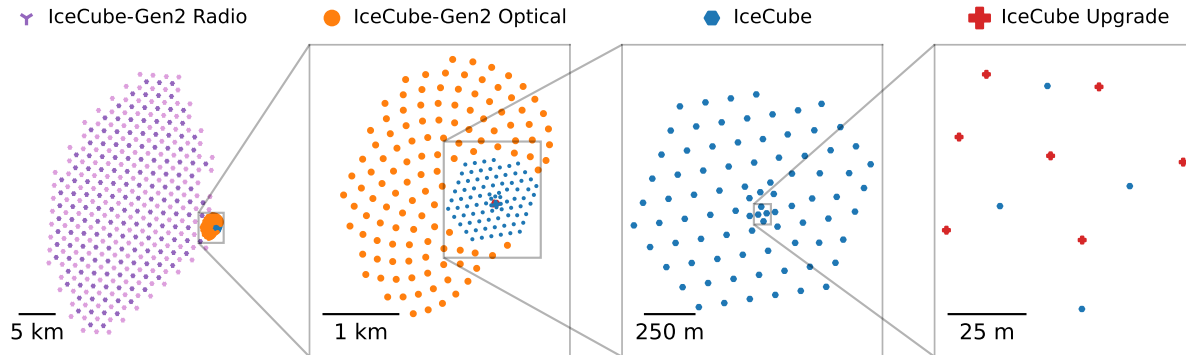 IceCube-Gen2 Radio
IceCube-Gen2 Optical
IceCube
IceCube Upgrade
5 km
1 km
250 m
25 m